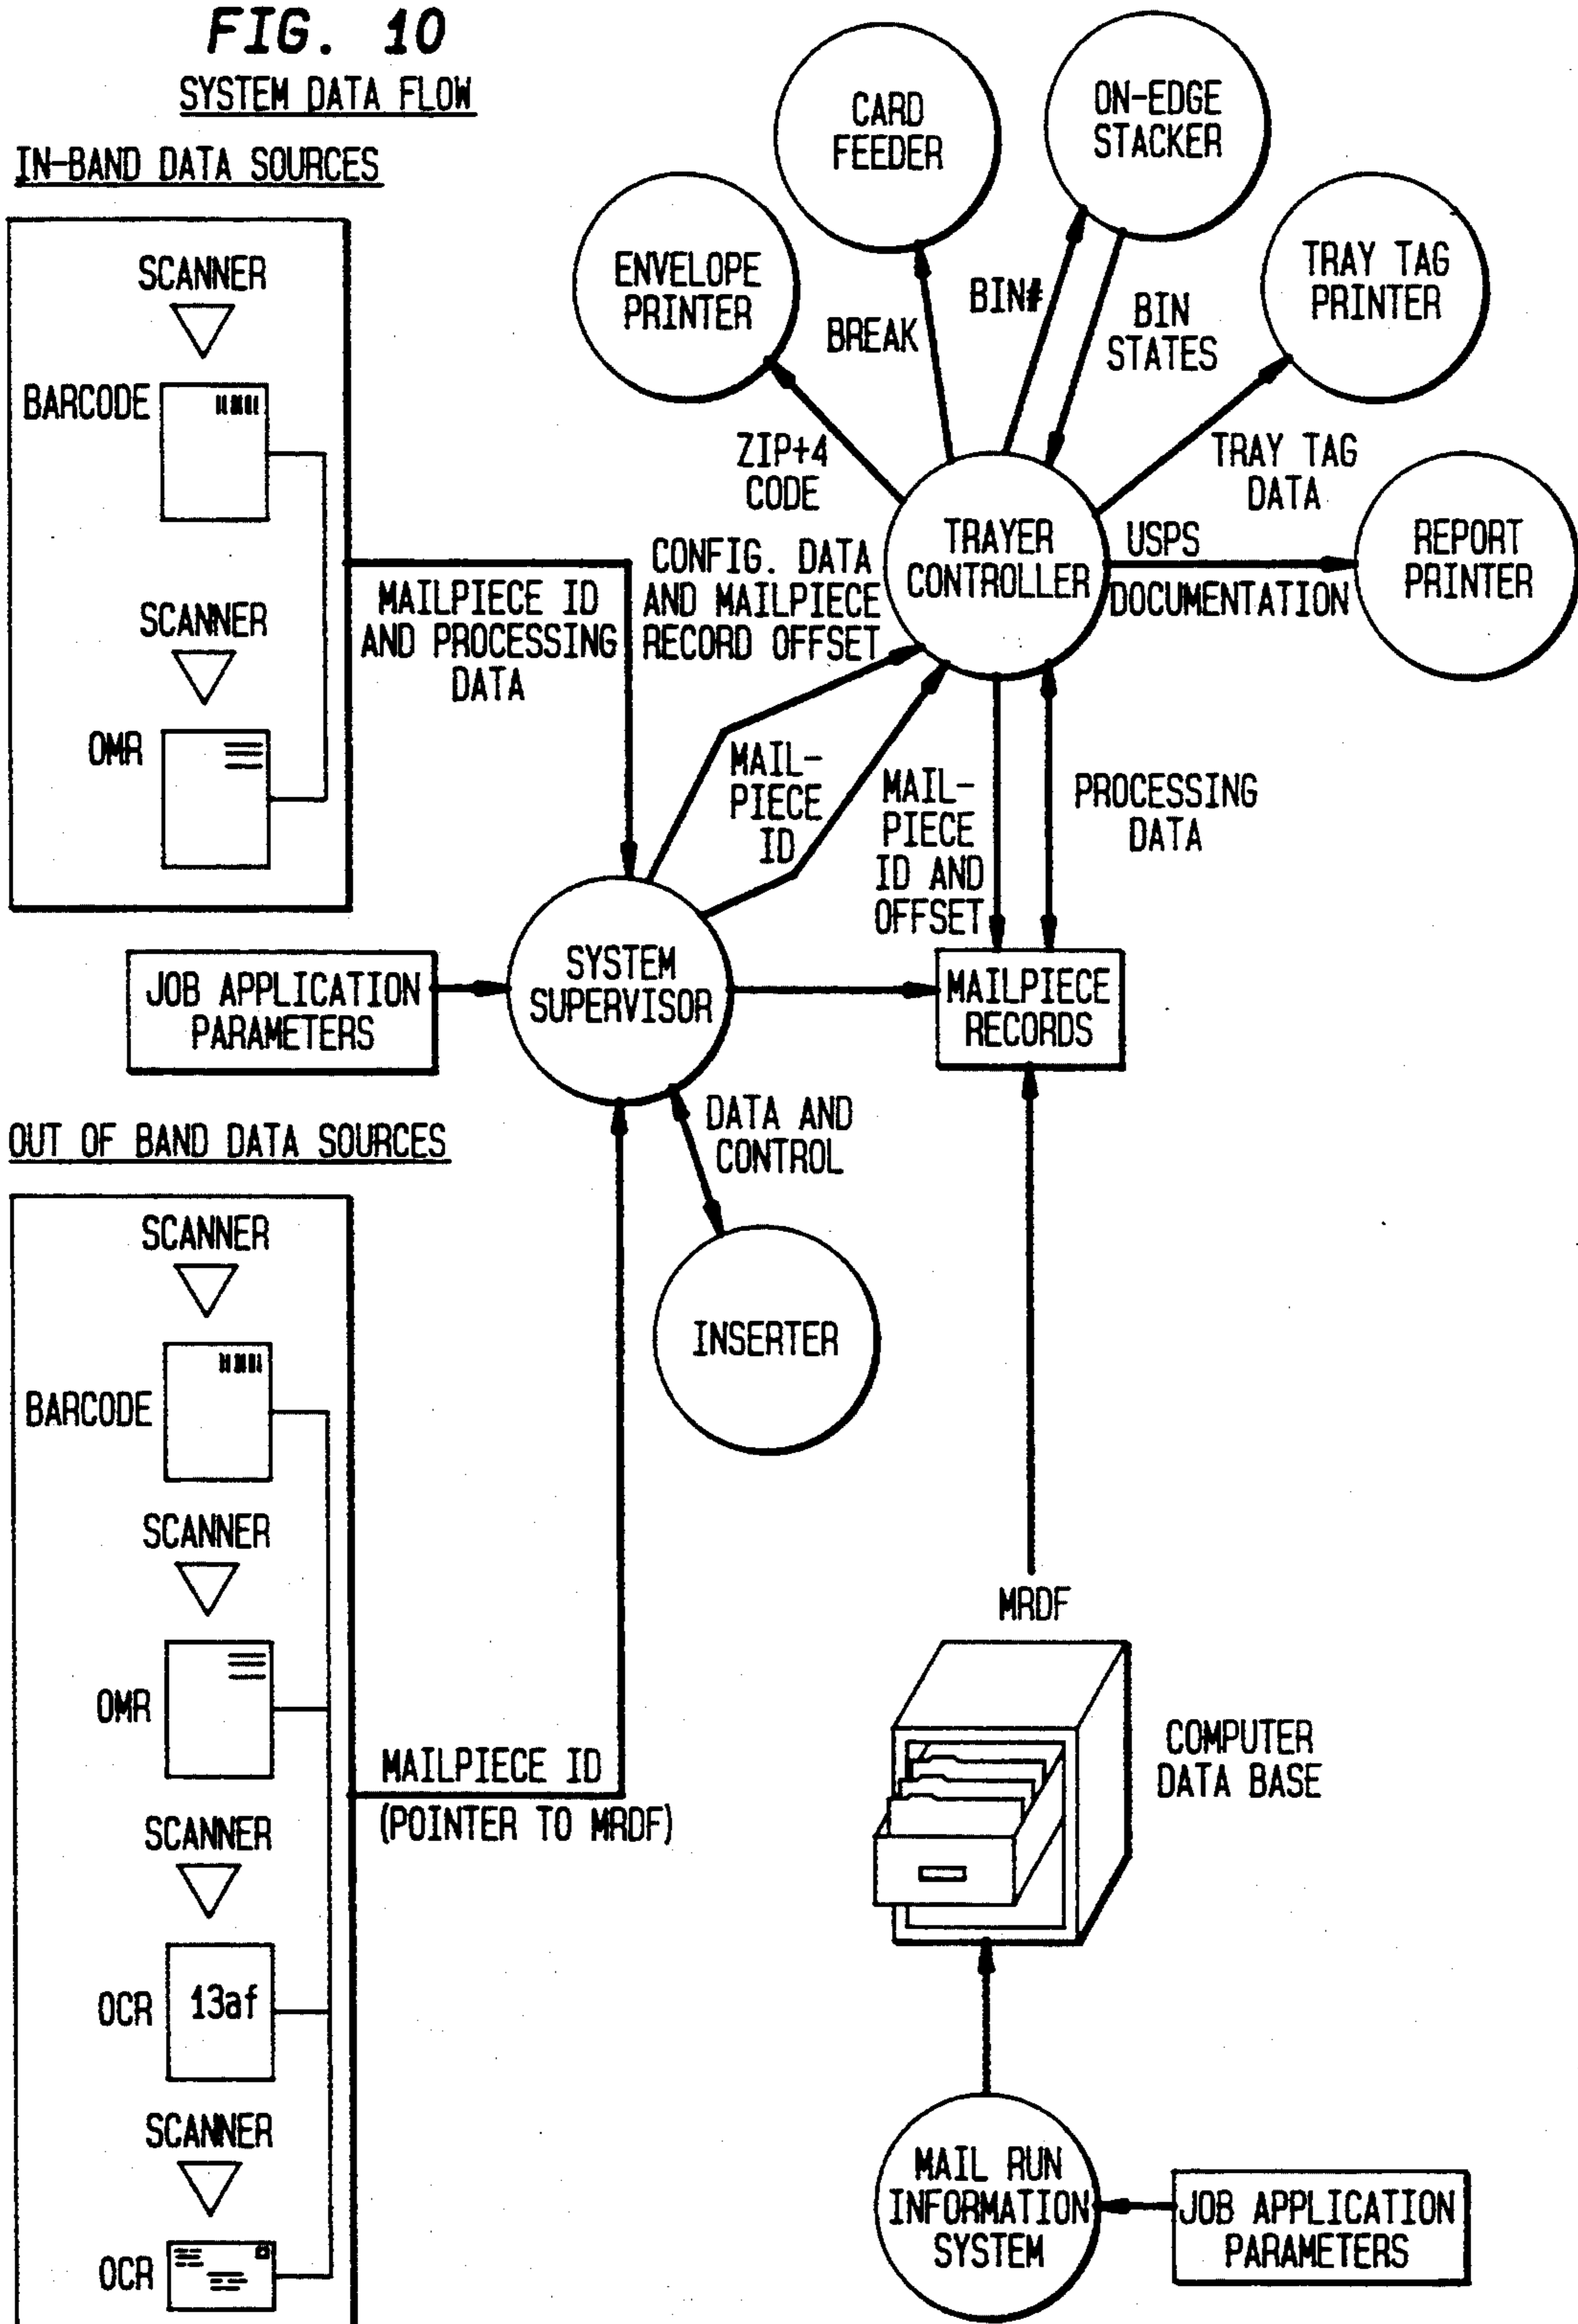 FIG. 10
SYSTEM DATA FLOW
IN-BAND DATA SOURCES
SCANNER
BARCODE
SCANNER
OMR
MAILPIECE ID
AND PROCESSING
DATA
ENVELOPE
PRINTER
CARD
FEEDER
ON-EDGE
STACKER
TRAY TAG
PRINTER
REPORT
PRINTER
ZIP+4
CODE
BREAK
BIN#
BIN
STATES
TRAY TAG
DATA
USPS
DOCUMENTATION
TRAYER
CONTROLLER
CONFIG. DATA
AND MAILPIECE
RECORD OFFSET
MAIL-
PIECE
ID
MAIL-
PIECE
ID AND
OFFSET
PROCESSING
DATA
JOB APPLICATION
PARAMETERS
SYSTEM
SUPERVISOR
MAILPIECE
RECORDS
DATA AND
CONTROL
INSERTER
OUT OF BAND DATA SOURCES
SCANNER
BARCODE
SCANNER
OMR
SCANNER
OCR
13af
SCANNER
OCR
MAILPIECE ID
(POINTER TO MRDF)
MRDF
COMPUTER
DATA BASE
MAIL RUN
INFORMATION
SYSTEM
JOB APPLICATION
PARAMETERS